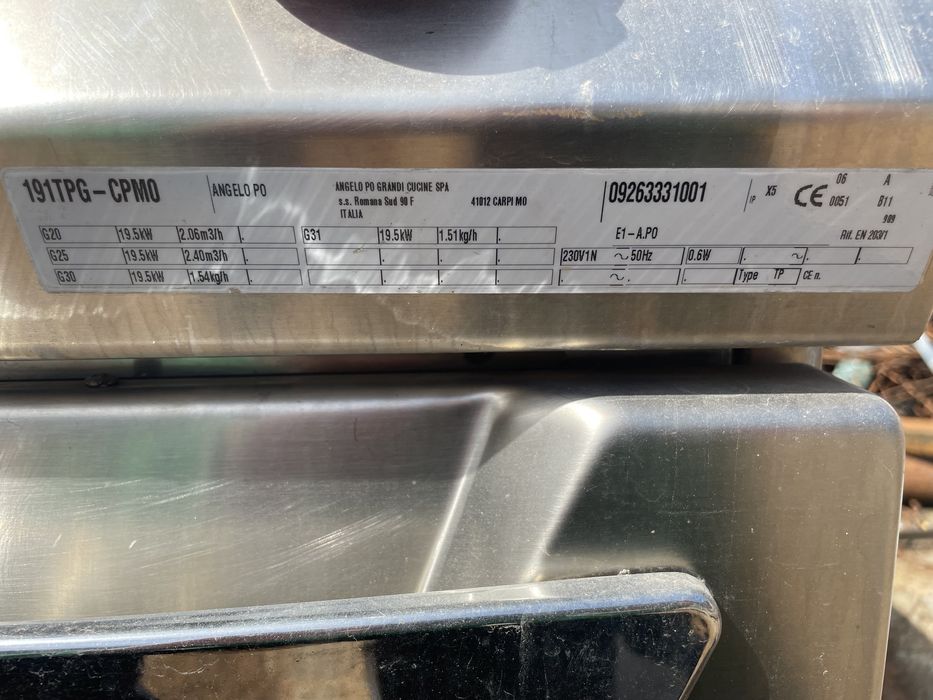 191TPG-CPM0 ANGELO PO ANGELO PO GRANDI CUCINE SPA 09263331001 IP X5 CE 06 A
s.s. Romana Sud 90 F 41012 CARPI MO 0051 B11
ITALIA 909
G20 19.5kW 2.06m3/h . G31 19.5kW 1.51kg/h . E1-A.PO Rif. EN 203/1
G25 19.5kW 2.40m3/h . . . . 230V1N ~ 50Hz 0.6W . . ~ .
G30 19.5kW 1.54kg/h . . . . . ~ . . Type TP CE n.